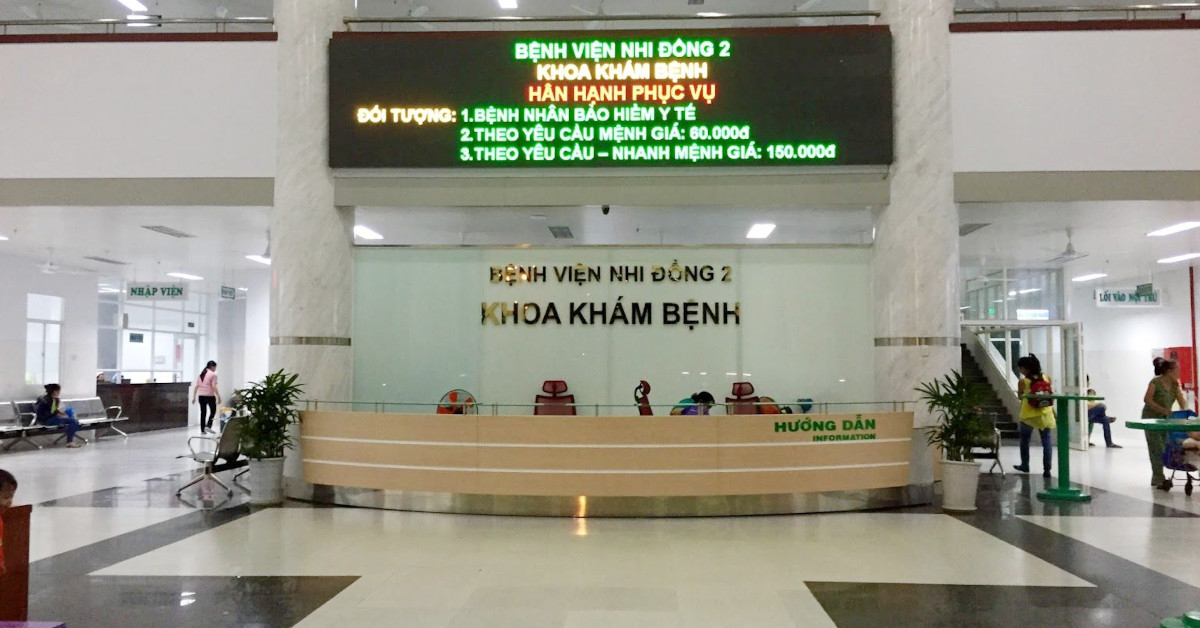 BỆNH VIỆN NHI ĐỒNG 2
KHOA KHÁM BỆNH
HÂN HẠNH PHỤC VỤ
ĐỐI TƯỢNG: 1.BỆNH NHÂN BẢO HIỂM Y TẾ
2.THEO YÊU CẦU MỆNH GIÁ: 60.000đ
3.THEO YÊU CẦU – NHANH MỆNH GIÁ: 150.000đ
BỆNH VIỆN NHI ĐỒNG 2
KHOA KHÁM BỆNH
NHẬP VIỆN
LỐI VÀO NỘI TRÚ
HƯỚNG DẪN
INFORMATION